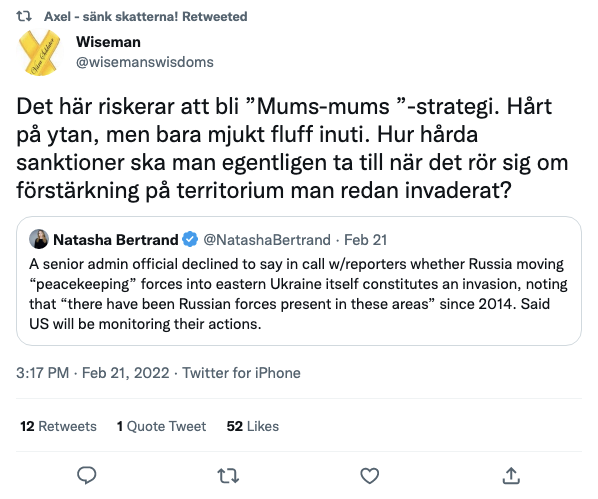 Axel - sänk skatterna! Retweeted
Wiseman
@wisemanswisdoms
Det här riskerar att bli ”Mums-mums ”-strategi. Hårt
på ytan, men bara mjukt fluff inuti. Hur hårda
sanktioner ska man egentligen ta till när det rör sig om
förstärkning på territorium man redan invaderat?
Natasha Bertrand @NatashaBertrand · Feb 21
A senior admin official declined to say in call w/reporters whether Russia moving
“peacekeeping” forces into eastern Ukraine itself constitutes an invasion, noting
that “there have been Russian forces present in these areas” since 2014. Said
US will be monitoring their actions.
3:17 PM · Feb 21, 2022 · Twitter for iPhone
12 Retweets 1 Quote Tweet 52 Likes